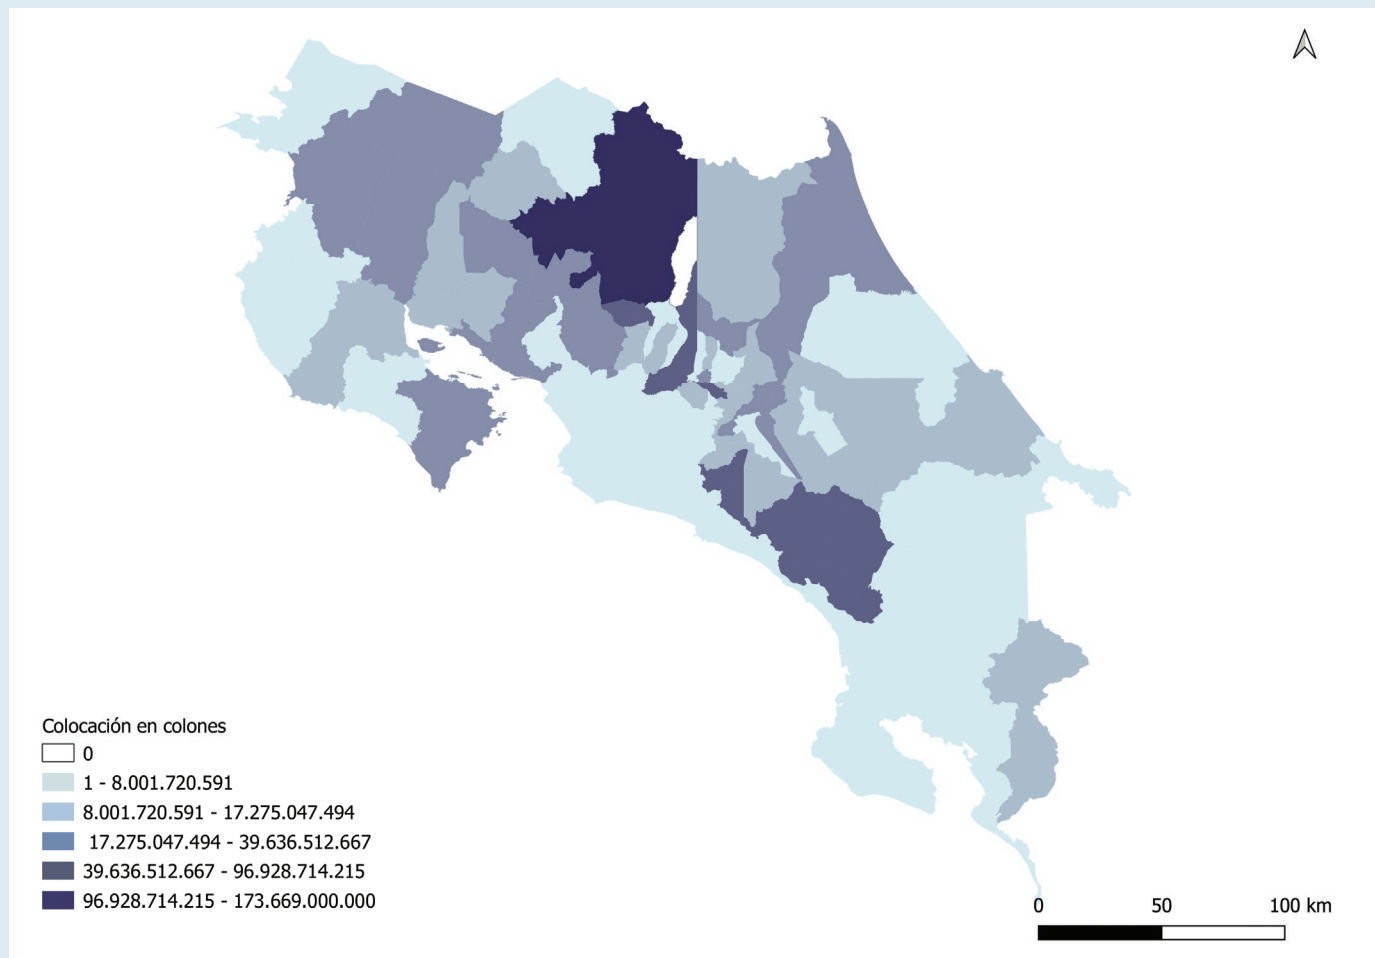 Colocación en colones
0
1 - 8.001.720.591
8.001.720.591 - 17.275.047.494
17.275.047.494 - 39.636.512.667
39.636.512.667 - 96.928.714.215
96.928.714.215 - 173.669.000.000
0 50 100 km